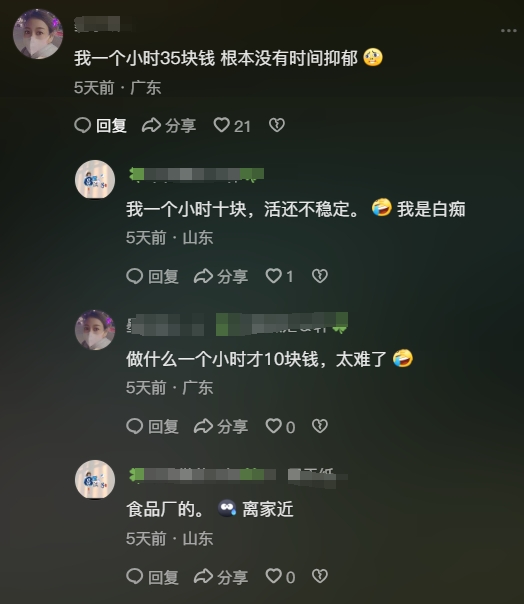 我一个小时35块钱 根本没有时间抑郁
5天前 · 广东
回复 分享 21
我一个小时十块，活还不稳定。 我是白痴
5天前 · 山东
回复 分享 1
做什么一个小时才10块钱，太难了
5天前 · 广东
回复 分享 0
食品厂的。 离家近
5天前 · 山东
回复 分享 0